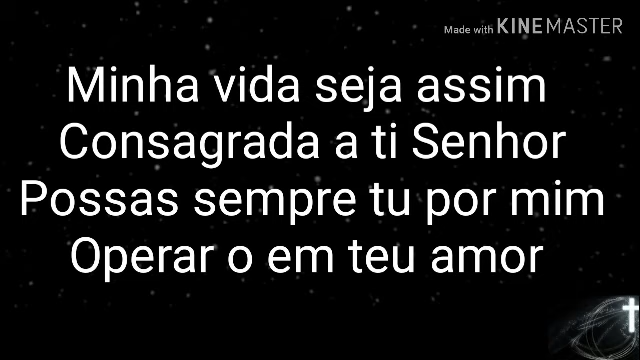 Made with KINEMASTER
Minha vida seja assim
Consagrada a ti Senhor
Possas sempre tu por mim
Operar o em teu amor